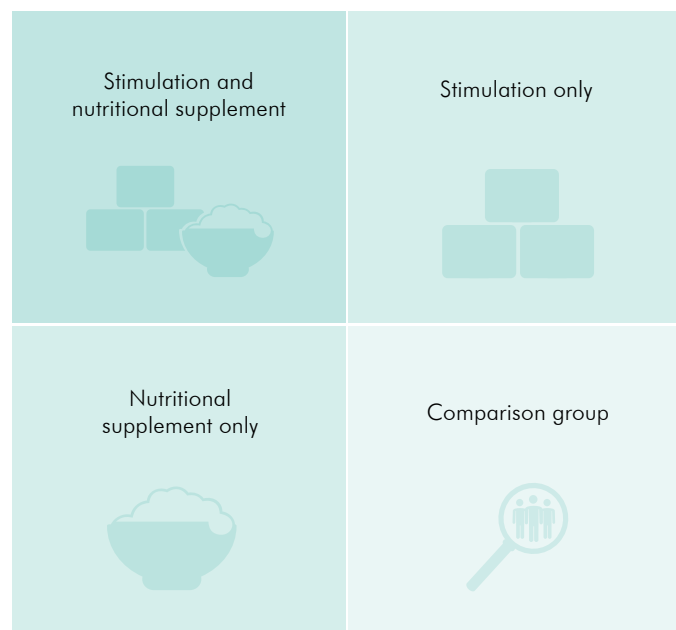 Stimulation and
nutritional supplement
Stimulation only
Nutritional
supplement only
Comparison group